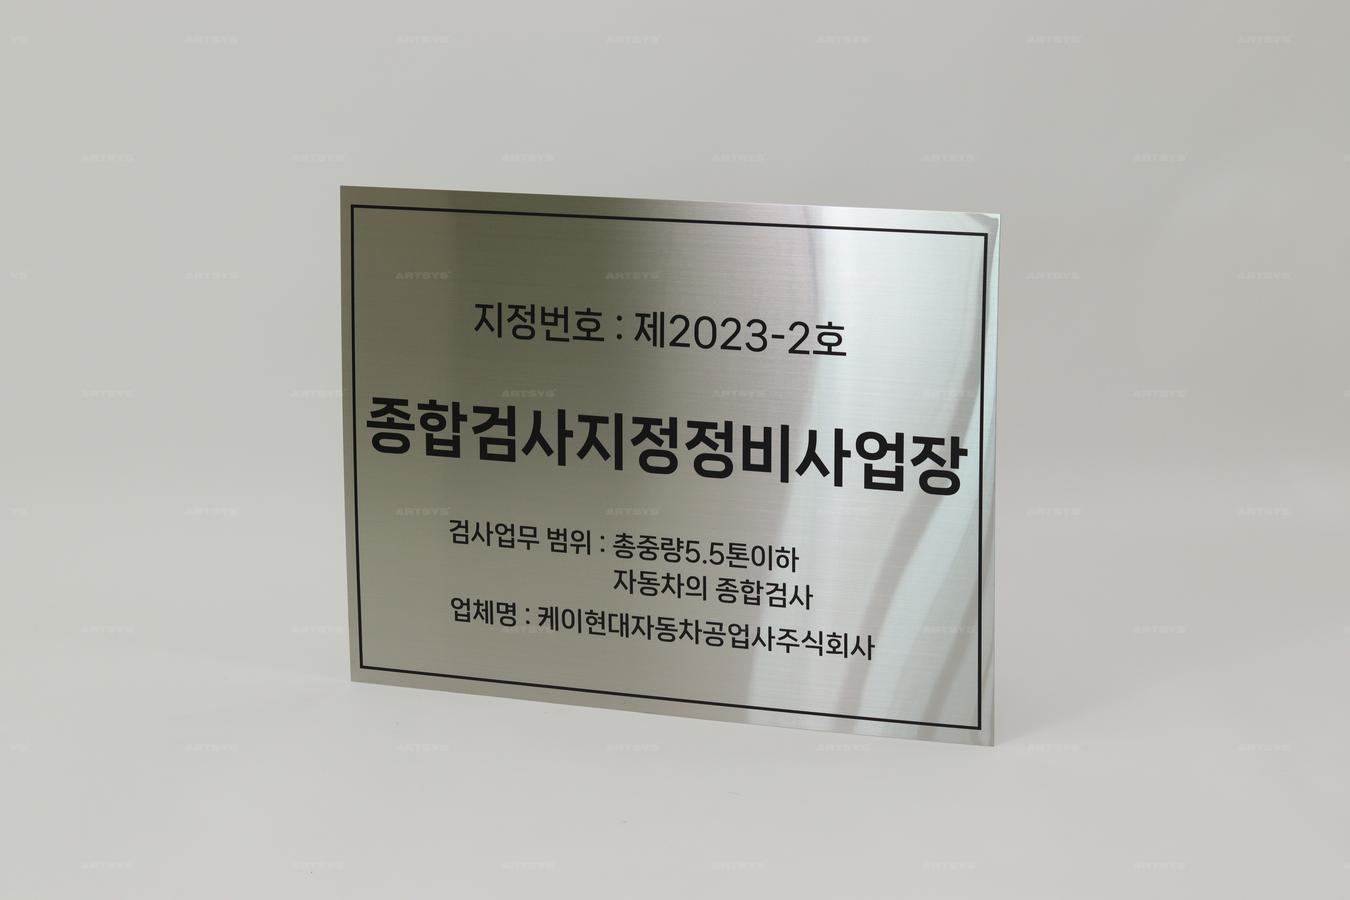 지정번호 : 제2023-2호
종합검사지정정비사업장
검사업무 범위 : 총중량5.5톤이하
자동차의 종합검사
업체명 : 케이현대자동차공업사주식회사
ARTSYS